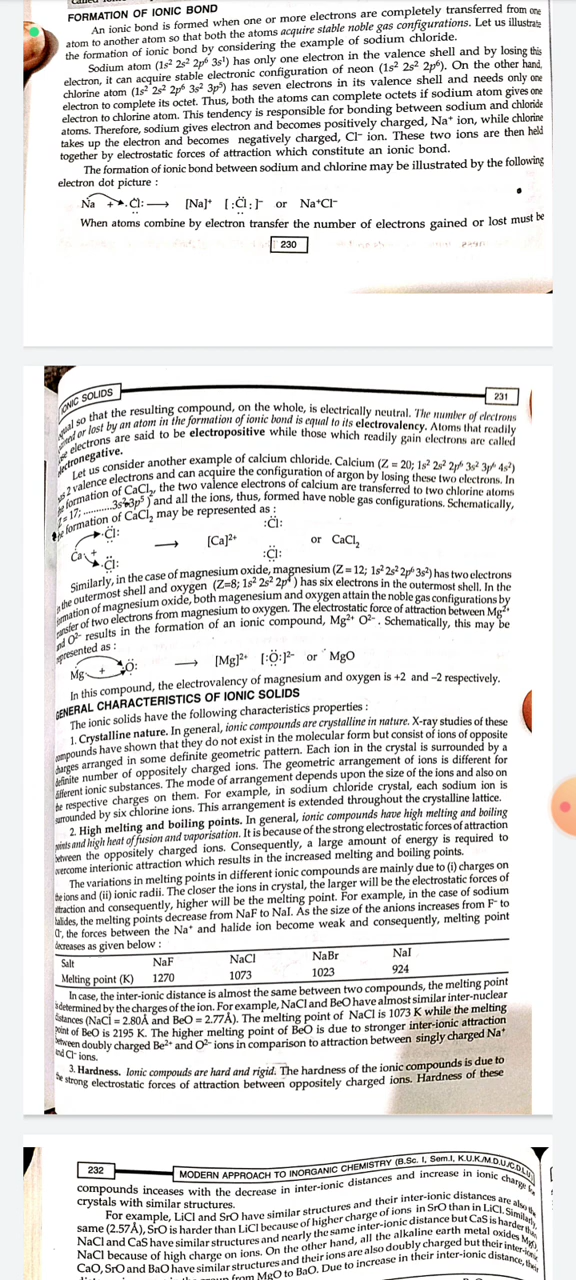 FORMATION OF IONIC BOND
An ionic bond is formed when one or more electrons are completely transferred from one
atom to another atom so that both the atoms acquire stable noble gas configurations. Let us illustrate
the formation of ionic bond by considering the example of sodium chloride.
Sodium atom (1s² 2s² 2p⁶ 3s¹) has only one electron in the valence shell and by losing this
electron, it can acquire stable electronic configuration of neon (1s² 2s² 2p⁶). On the other hand,
chlorine atom (1s² 2s² 2p⁶ 3s² 3p⁵) has seven electrons in its valence shell and needs only one
electron to complete its octet. Thus, both the atoms can complete octets if sodium atom gives one
electron to chlorine atom. This tendency is responsible for bonding between sodium and chloride
atoms. Therefore, sodium gives electron and becomes positively charged, Na⁺ ion, while chlorine
takes up the electron and becomes negatively charged, Cl⁻ ion. These two ions are then held
together by electrostatic forces of attraction which constitute an ionic bond.
The formation of ionic bond between sodium and chlorine may be illustrated by the following
electron dot picture :
Na + .C̈l: ⟶ [Na]⁺ [:C̈l:]⁻ or Na⁺Cl⁻
When atoms combine by electron transfer the number of electrons gained or lost must be
230
IONIC SOLIDS
231
equal so that the resulting compound, on the whole, is electrically neutral. The number of electrons
or lost by an atom in the formation of ionic bond is equal to its electrovalency. Atoms that readily
electrons are said to be electropositive while those which readily gain electrons are called
electronegative.
Let us consider another example of calcium chloride. Calcium (Z = 20; 1s² 2s² 2p⁶ 3s² 3p⁶ 4s²)
has 2 valence electrons and can acquire the configuration of argon by losing these two electrons. In
the formation of CaCl₂, the two valence electrons of calcium are transferred to two chlorine atoms
Z = 17; ............3s²3p⁵) and all the ions, thus, formed have noble gas configurations. Schematically,
the formation of CaCl₂ may be represented as :
.C̈l: :C̈l:
Ca + ⟶ [Ca]²⁺ or CaCl₂
.C̈l: :C̈l:
Similarly, in the case of magnesium oxide, magnesium (Z = 12; 1s² 2s² 2p⁶ 3s²) has two electrons
the outermost shell and oxygen (Z=8; 1s² 2s² 2p⁴) has six electrons in the outermost shell. In the
formation of magnesium oxide, both magenesium and oxygen attain the noble gas configurations by
transfer of two electrons from magnesium to oxygen. The electrostatic force of attraction between Mg²⁺
and O²⁻ results in the formation of an ionic compound, Mg²⁺ O²⁻. Schematically, this may be
represented as :
Mg + Ö: ⟶ [Mg]²⁺ [:Ö:]²⁻ or MgO
In this compound, the electrovalency of magnesium and oxygen is +2 and –2 respectively.
GENERAL CHARACTERISTICS OF IONIC SOLIDS
The ionic solids have the following characteristics properties :
1. Crystalline nature. In general, ionic compounds are crystalline in nature. X-ray studies of these
compounds have shown that they do not exist in the molecular form but consist of ions of opposite
charges arranged in some definite geometric pattern. Each ion in the crystal is surrounded by a
definite number of oppositely charged ions. The geometric arrangement of ions is different for
different ionic substances. The mode of arrangement depends upon the size of the ions and also on
the respective charges on them. For example, in sodium chloride crystal, each sodium ion is
surrounded by six chlorine ions. This arrangement is extended throughout the crystalline lattice.
2. High melting and boiling points. In general, ionic compounds have high melting and boiling
points and high heat of fusion and vaporisation. It is because of the strong electrostatic forces of attraction
between the oppositely charged ions. Consequently, a large amount of energy is required to
overcome interionic attraction which results in the increased melting and boiling points.
The variations in melting points in different ionic compounds are mainly due to (i) charges on
the ions and (ii) ionic radii. The closer the ions in crystal, the larger will be the electrostatic forces of
attraction and consequently, higher will be the melting point. For example, in the case of sodium
halides, the melting points decrease from NaF to NaI. As the size of the anions increases from F⁻ to
the forces between the Na⁺ and halide ion become weak and consequently, melting point
decreases as given below :
Salt NaF NaCl NaBr NaI
Melting point (K) 1270 1073 1023 924
In case, the inter-ionic distance is almost the same between two compounds, the melting point
is determined by the charges of the ion. For example, NaCl and BeO have almost similar inter-nuclear
distances (NaCl = 2.80Å and BeO = 2.77Å). The melting point of NaCl is 1073 K while the melting
point of BeO is 2195 K. The higher melting point of BeO is due to stronger inter-ionic attraction
between doubly charged Be²⁺ and O²⁻ ions in comparison to attraction between singly charged Na⁺
and Cl⁻ ions.
3. Hardness. Ionic compouds are hard and rigid. The hardness of the ionic compounds is due to
the strong electrostatic forces of attraction between oppositely charged ions. Hardness of these
232
MODERN APPROACH TO INORGANIC CHEMISTRY (B.Sc. I, Sem.I, K.U.K/M.D.U./C.D.L.U.)
compounds inceases with the decrease in inter-ionic distances and increase in ionic charge
crystals with similar structures.
For example, LiCl and SrO have similar structures and their inter-ionic distances are also the
same (2.57Å), SrO is harder than LiCl because of higher charge of ions in SrO than in LiCl. Similarly,
NaCl and CaS have similar structures and nearly the same inter-ionic distance but CaS is harder than
NaCl because of high charge on ions. On the other hand, all the alkaline earth metal oxides MgO,
CaO, SrO and BaO have similar structures and their ions are also doubly charged but their inter-ionic
from MgO to BaO. Due to increase in their inter-ionic distance, their